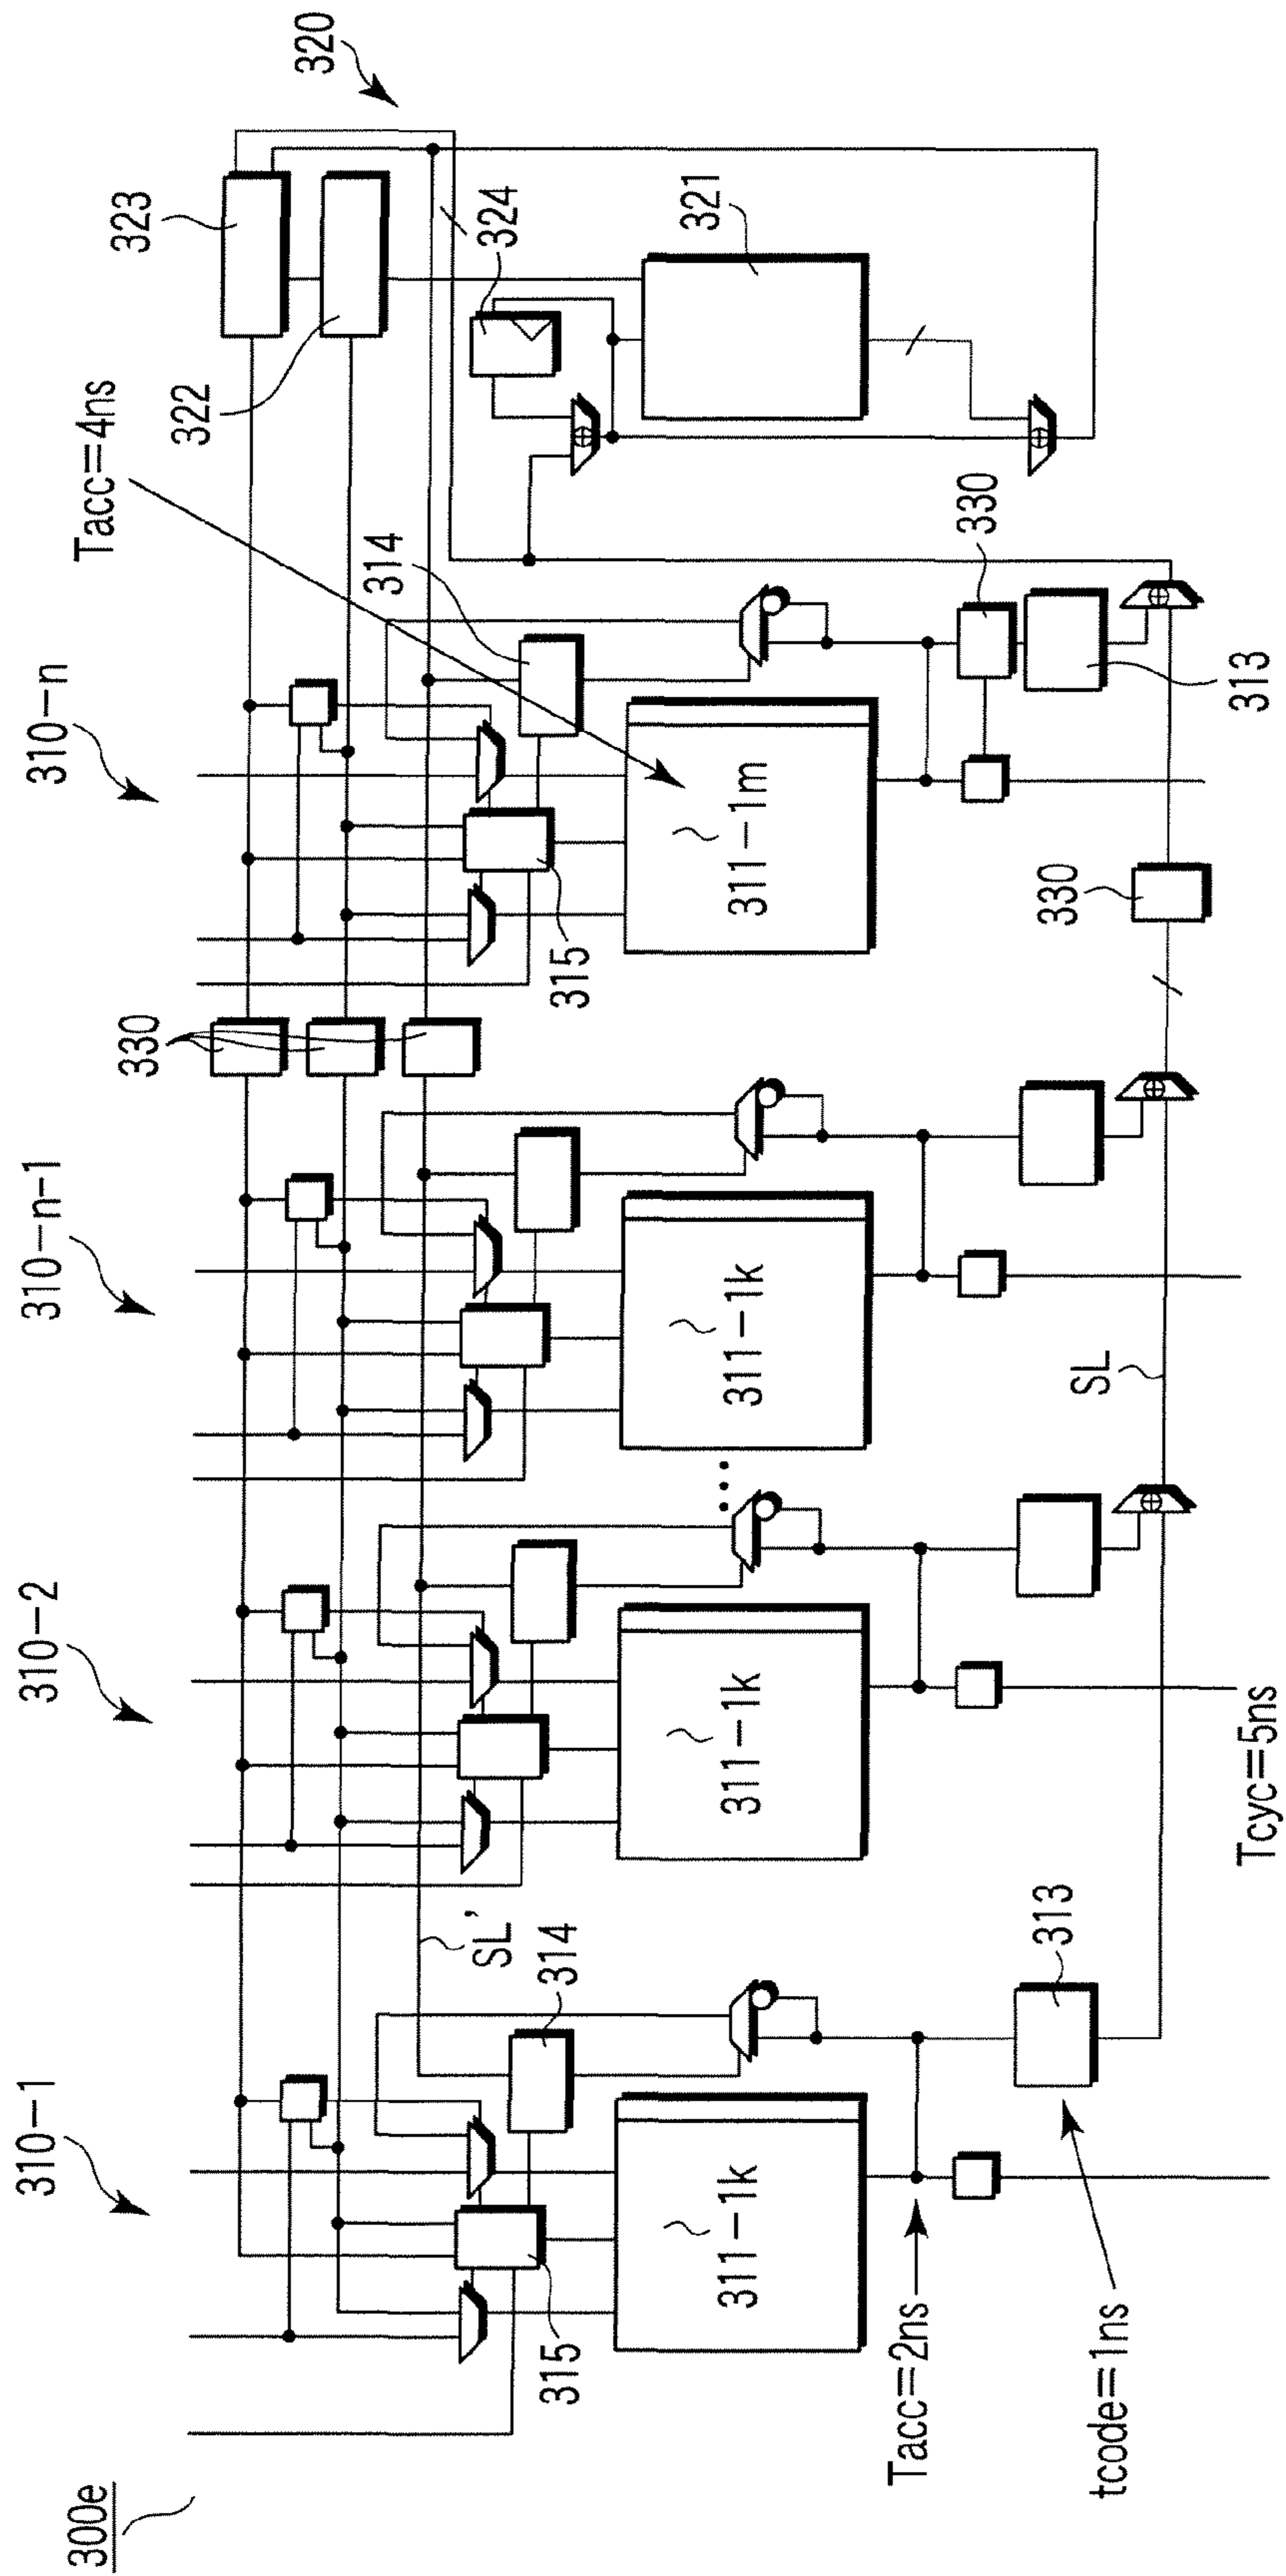 300e
310-1
310-2
310-n-1
310-n
320
323
322
Tacc=4ns
324
321
314
330
330
313
330
315
311-1m
311-1k
311-1k
311-1k
SL'
314
315
SL
313
Tacc=2ns
tcode=1ns
Tcyc=5ns